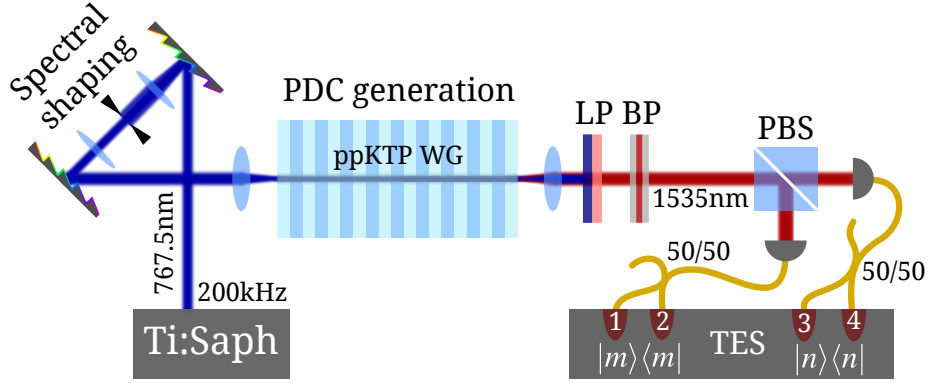 Spectral
shaping
PDC generation
ppKTP WG
LP
BP
PBS
767.5nm
200kHz
1535nm
50/50
50/50
Ti:Saph
1
2
3
4
|m⟩⟨m|
TES
|n⟩⟨n|